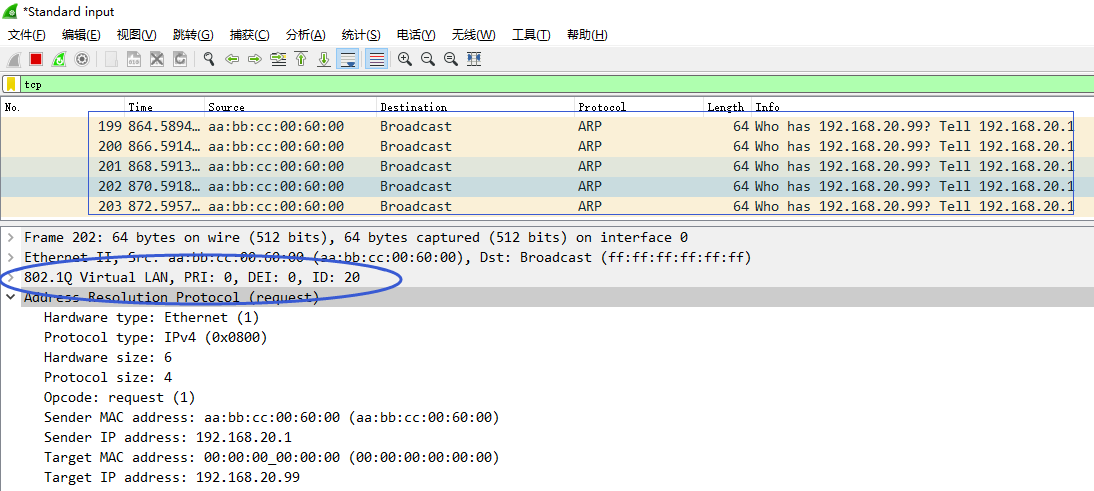 *Standard input
文件(F) 编辑(E) 视图(V) 跳转(G) 捕获(C) 分析(A) 统计(S) 电话(Y) 无线(W) 工具(T) 帮助(H)
tcp
No. Time Source Destination Protocol Length Info
199 864.5894… aa:bb:cc:00:60:00 Broadcast ARP 64 Who has 192.168.20.99? Tell 192.168.20.1
200 866.5914… aa:bb:cc:00:60:00 Broadcast ARP 64 Who has 192.168.20.99? Tell 192.168.20.1
201 868.5913… aa:bb:cc:00:60:00 Broadcast ARP 64 Who has 192.168.20.99? Tell 192.168.20.1
202 870.5918… aa:bb:cc:00:60:00 Broadcast ARP 64 Who has 192.168.20.99? Tell 192.168.20.1
203 872.5957… aa:bb:cc:00:60:00 Broadcast ARP 64 Who has 192.168.20.99? Tell 192.168.20.1
Frame 202: 64 bytes on wire (512 bits), 64 bytes captured (512 bits) on interface 0
Ethernet II, Src: aa:bb:cc:00:60:00 (aa:bb:cc:00:60:00), Dst: Broadcast (ff:ff:ff:ff:ff:ff)
802.1Q Virtual LAN, PRI: 0, DEI: 0, ID: 20
Address Resolution Protocol (request)
Hardware type: Ethernet (1)
Protocol type: IPv4 (0x0800)
Hardware size: 6
Protocol size: 4
Opcode: request (1)
Sender MAC address: aa:bb:cc:00:60:00 (aa:bb:cc:00:60:00)
Sender IP address: 192.168.20.1
Target MAC address: 00:00:00_00:00:00 (00:00:00:00:00:00)
Target IP address: 192.168.20.99